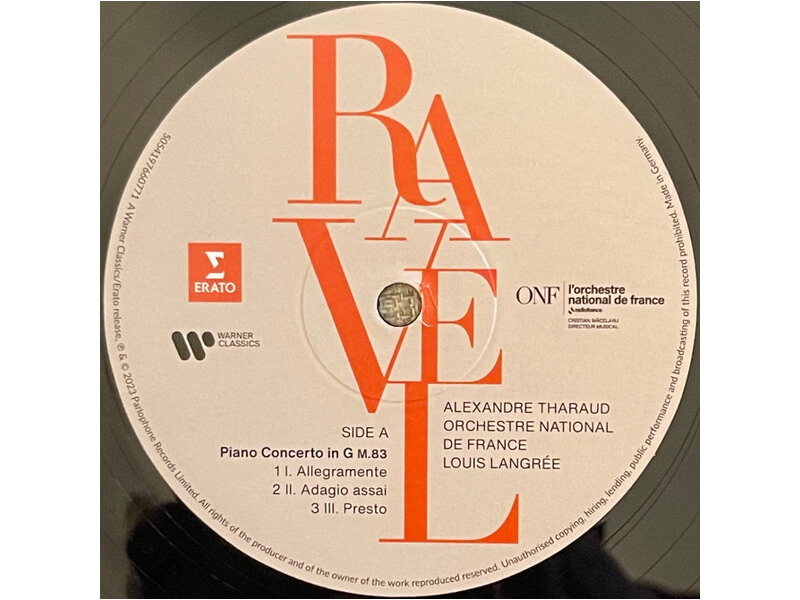 RAVEL
ERATO
WARNER
CLASSICS
ONF
l'orchestre
national de france
radiofrance
CRISTIAN MĂCELARU
DIRECTEUR MUSICAL
SIDE A
Piano Concerto in G M.83
1 I. Allegramente
2 II. Adagio assai
3 III. Presto
ALEXANDRE THARAUD
ORCHESTRE NATIONAL
DE FRANCE
LOUIS LANGRÉE
5054197660771 A Warner Classics/Erato release, ℗ & © 2023 Parlophone Records Limited. All rights of the producer and of the owner of the work reproduced reserved. Unauthorised copying, hiring, lending, public performance and broadcasting of this record prohibited. Made in Germany.